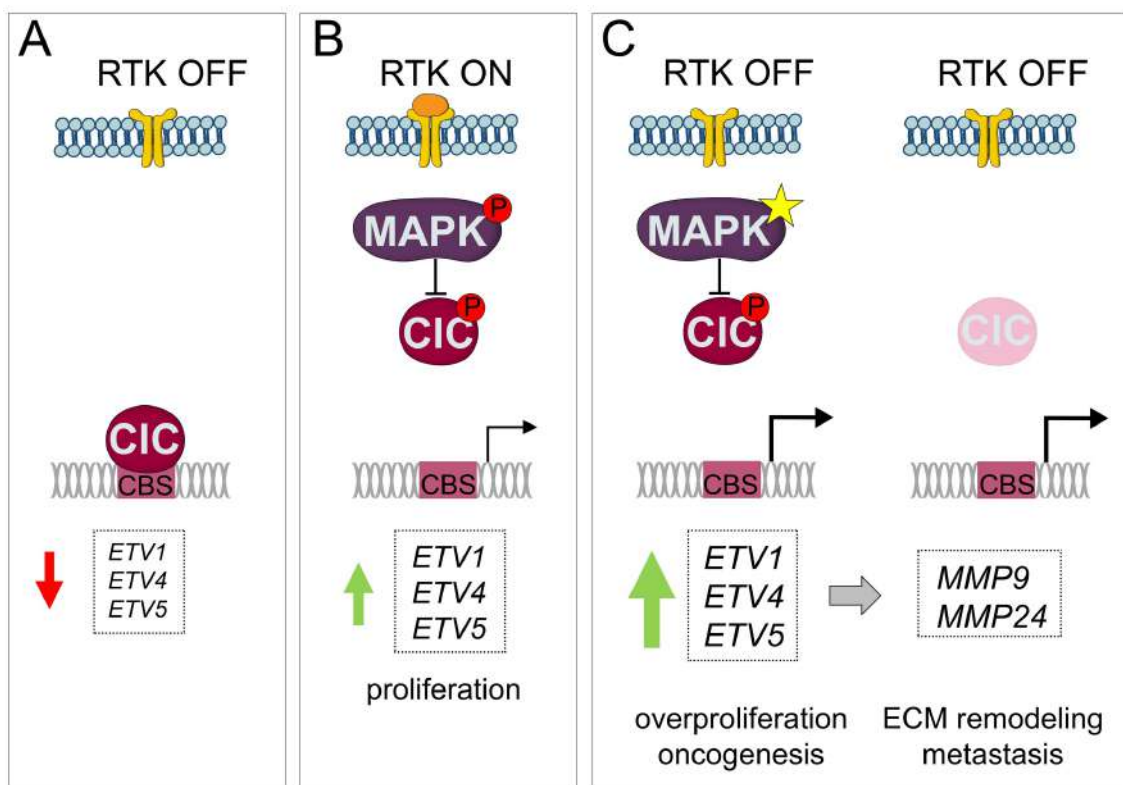 A
RTK OFF
CIC
CBS
ETV1
ETV4
ETV5
B
RTK ON
MAPK
P
CIC
P
CBS
ETV1
ETV4
ETV5
proliferation
C
RTK OFF
MAPK
CIC
P
CBS
ETV1
ETV4
ETV5
overproliferation
oncogenesis
RTK OFF
CIC
CBS
MMP9
MMP24
ECM remodeling
metastasis